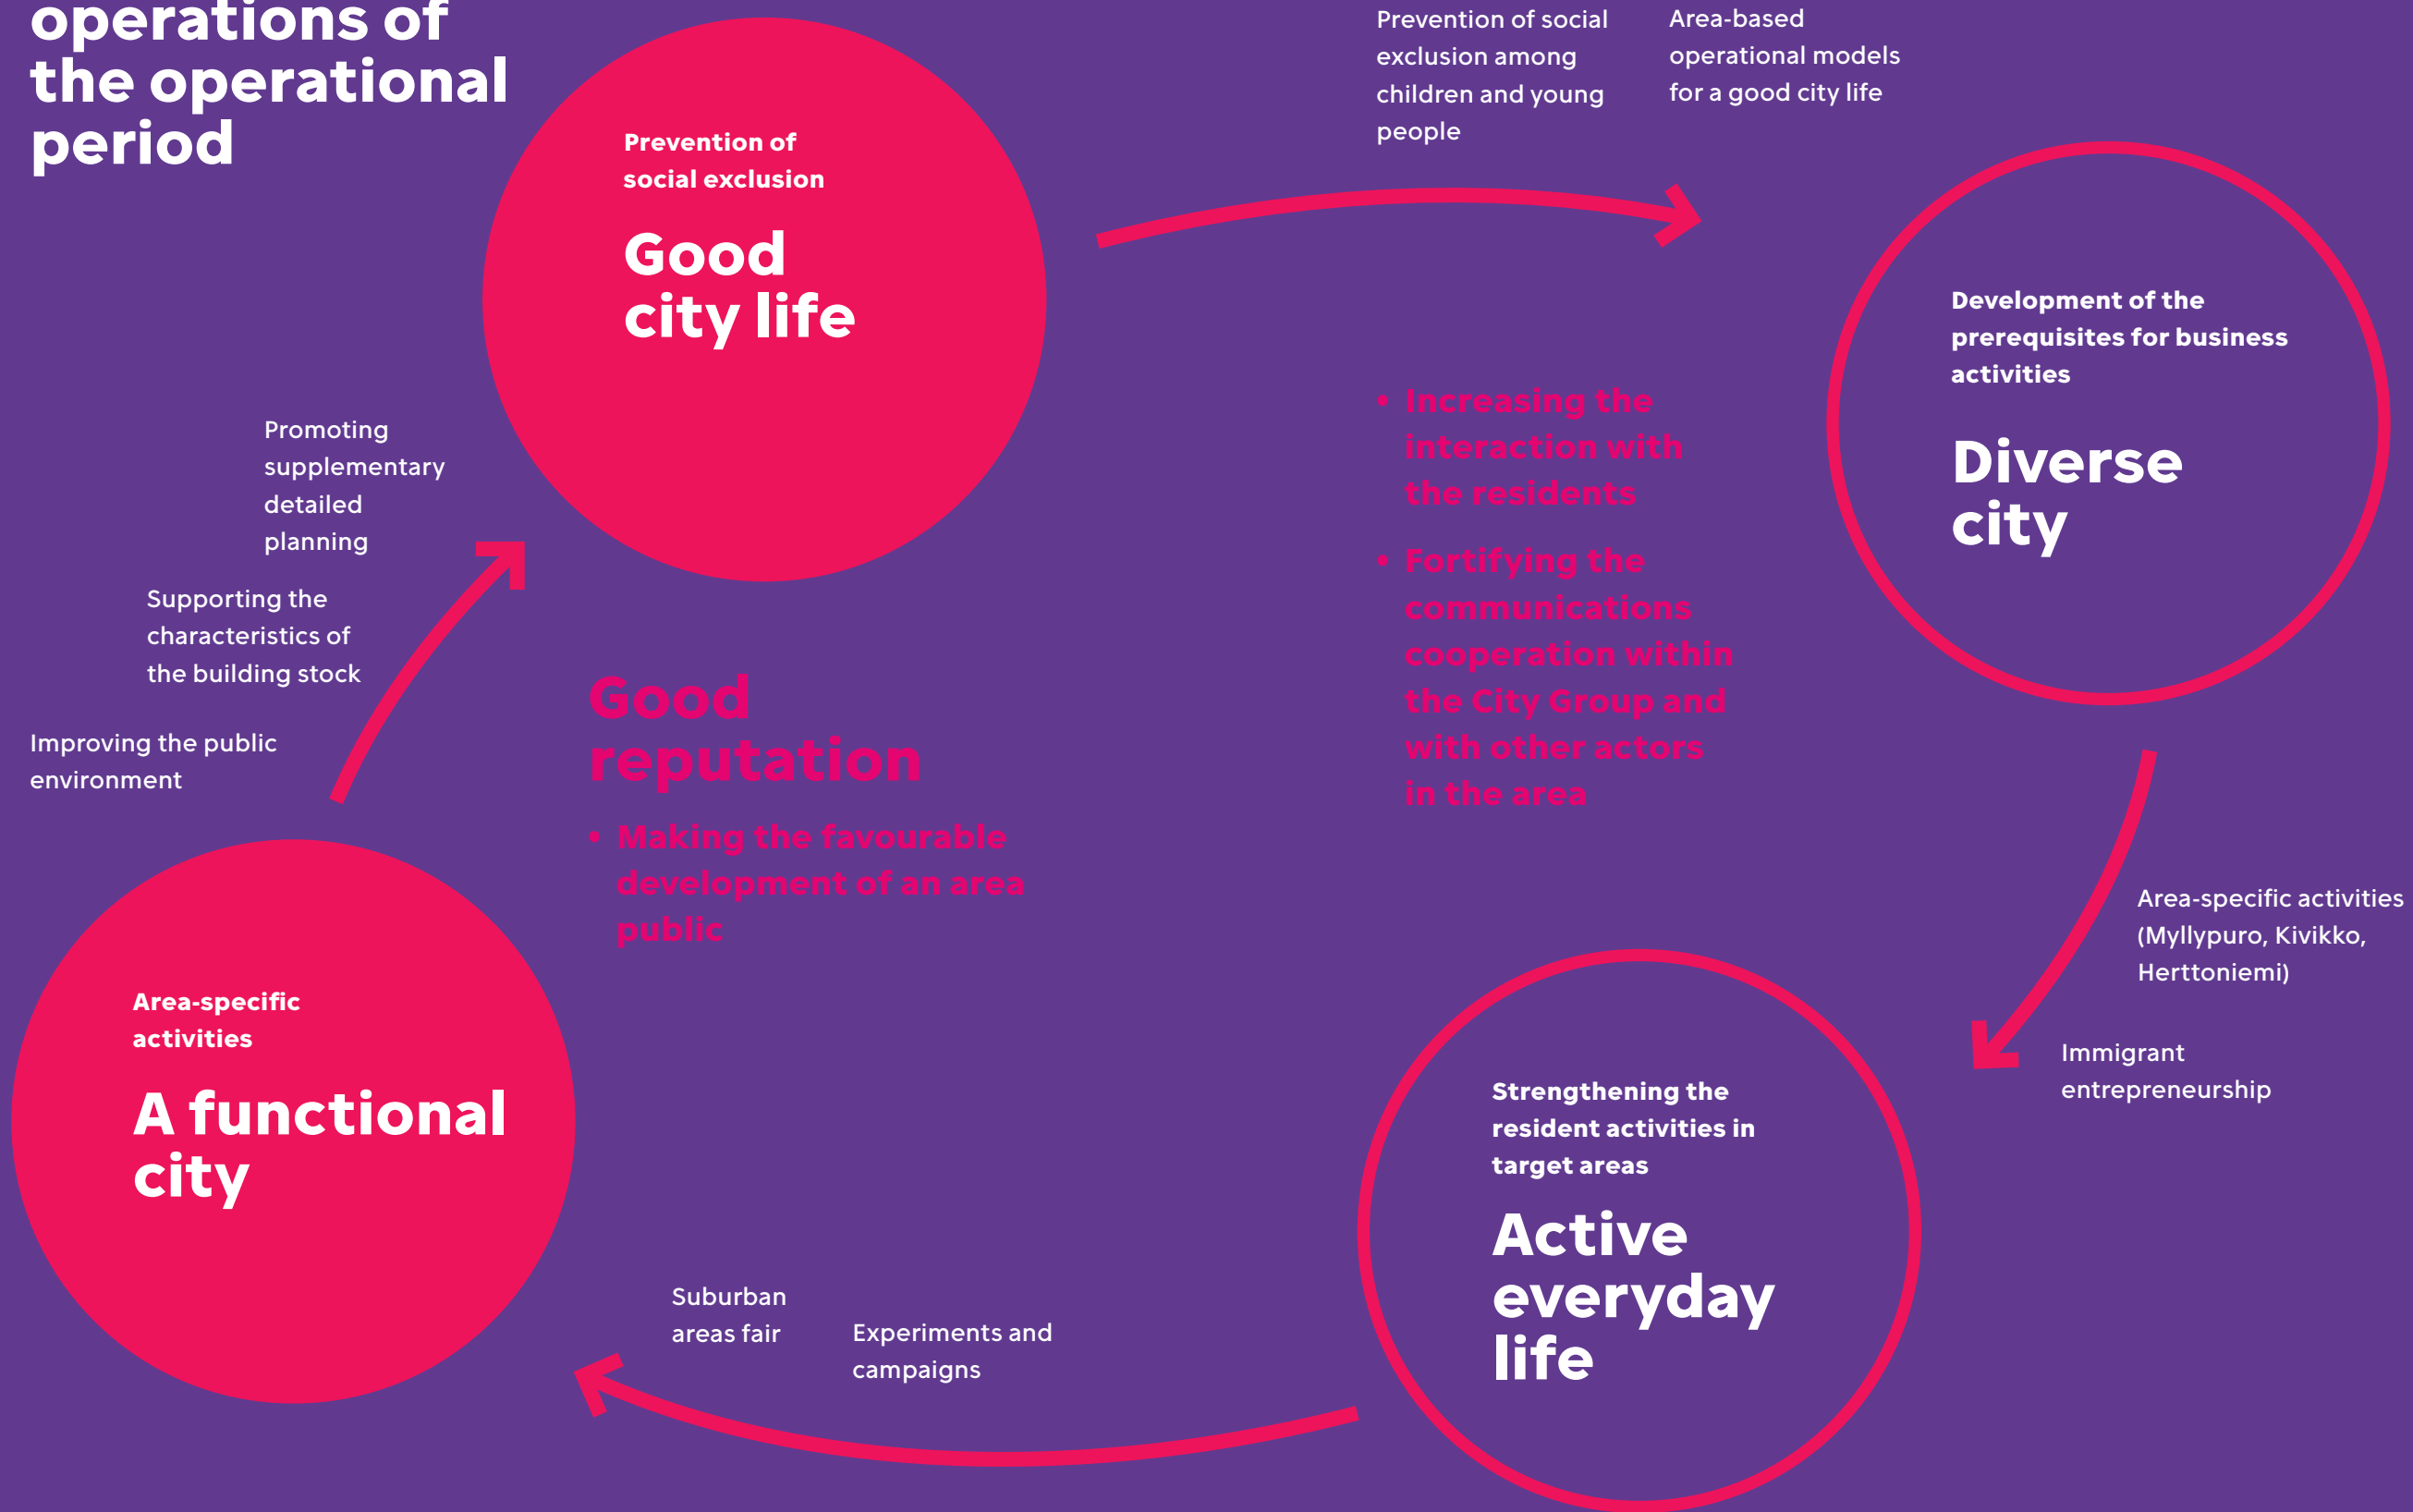 operations of
the operational
period
Prevention of
social exclusion
Good
city life
Prevention of social
exclusion among
children and young
people
Area-based
operational models
for a good city life
Development of the
prerequisites for business
activities
Diverse
city
Promoting
supplementary
detailed
planning
Supporting the
characteristics of
the building stock
Improving the public
environment
Good
reputation
• Making the favourable
development of an area
public
• Increasing the
interaction with
the residents
• Fortifying the
communications
cooperation within
the City Group and
with other actors
in the area
Area-specific activities
(Myllypuro, Kivikko,
Herttoniemi)
Immigrant
entrepreneurship
Area-specific
activities
A functional
city
Strengthening the
resident activities in
target areas
Active
everyday
life
Suburban
areas fair
Experiments and
campaigns